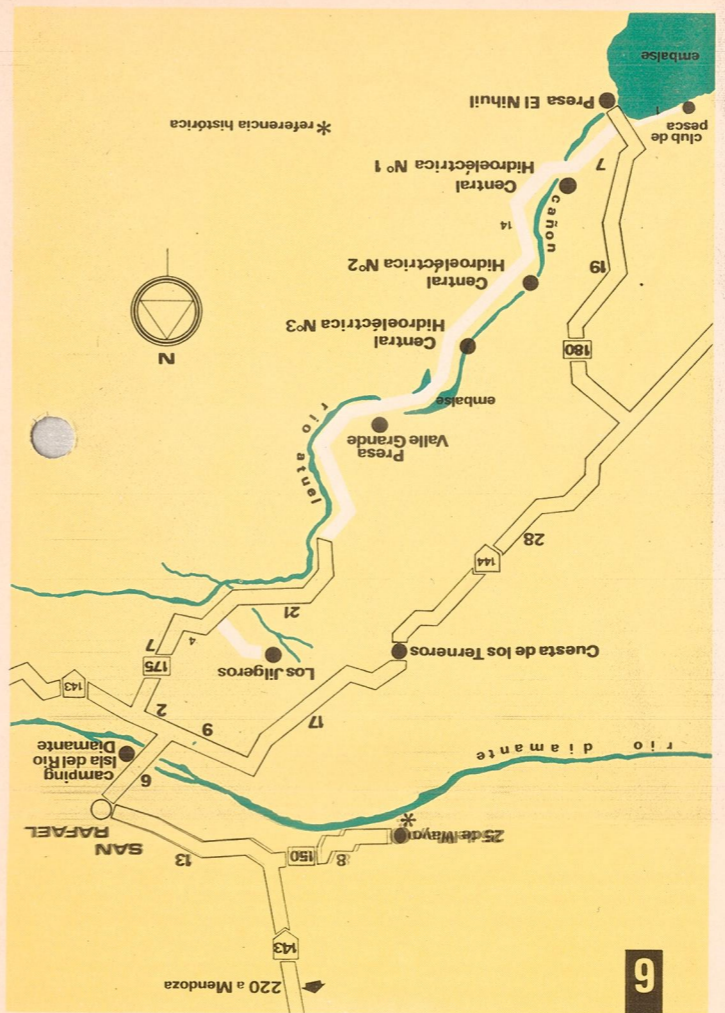 6
220 a Mendoza
143
25 de Mayo
*
8
150
13
SAN
RAFAEL
rio diamante
6
camping
Isla del Rio
Diamante
9
2
143
17
Cuesta de los Terneros
Los Jilgeros
175
7
4
21
144
28
río atuel
Presa
Valle Grande
embalse
180
N
Central
Hidroeléctrica Nº3
Central
Hidroeléctrica Nº2
19
14
cañon
Central
Hidroeléctrica Nº 1
7
club de
pesca
1
*referencia histórica
Presa El Nihuil
embalse